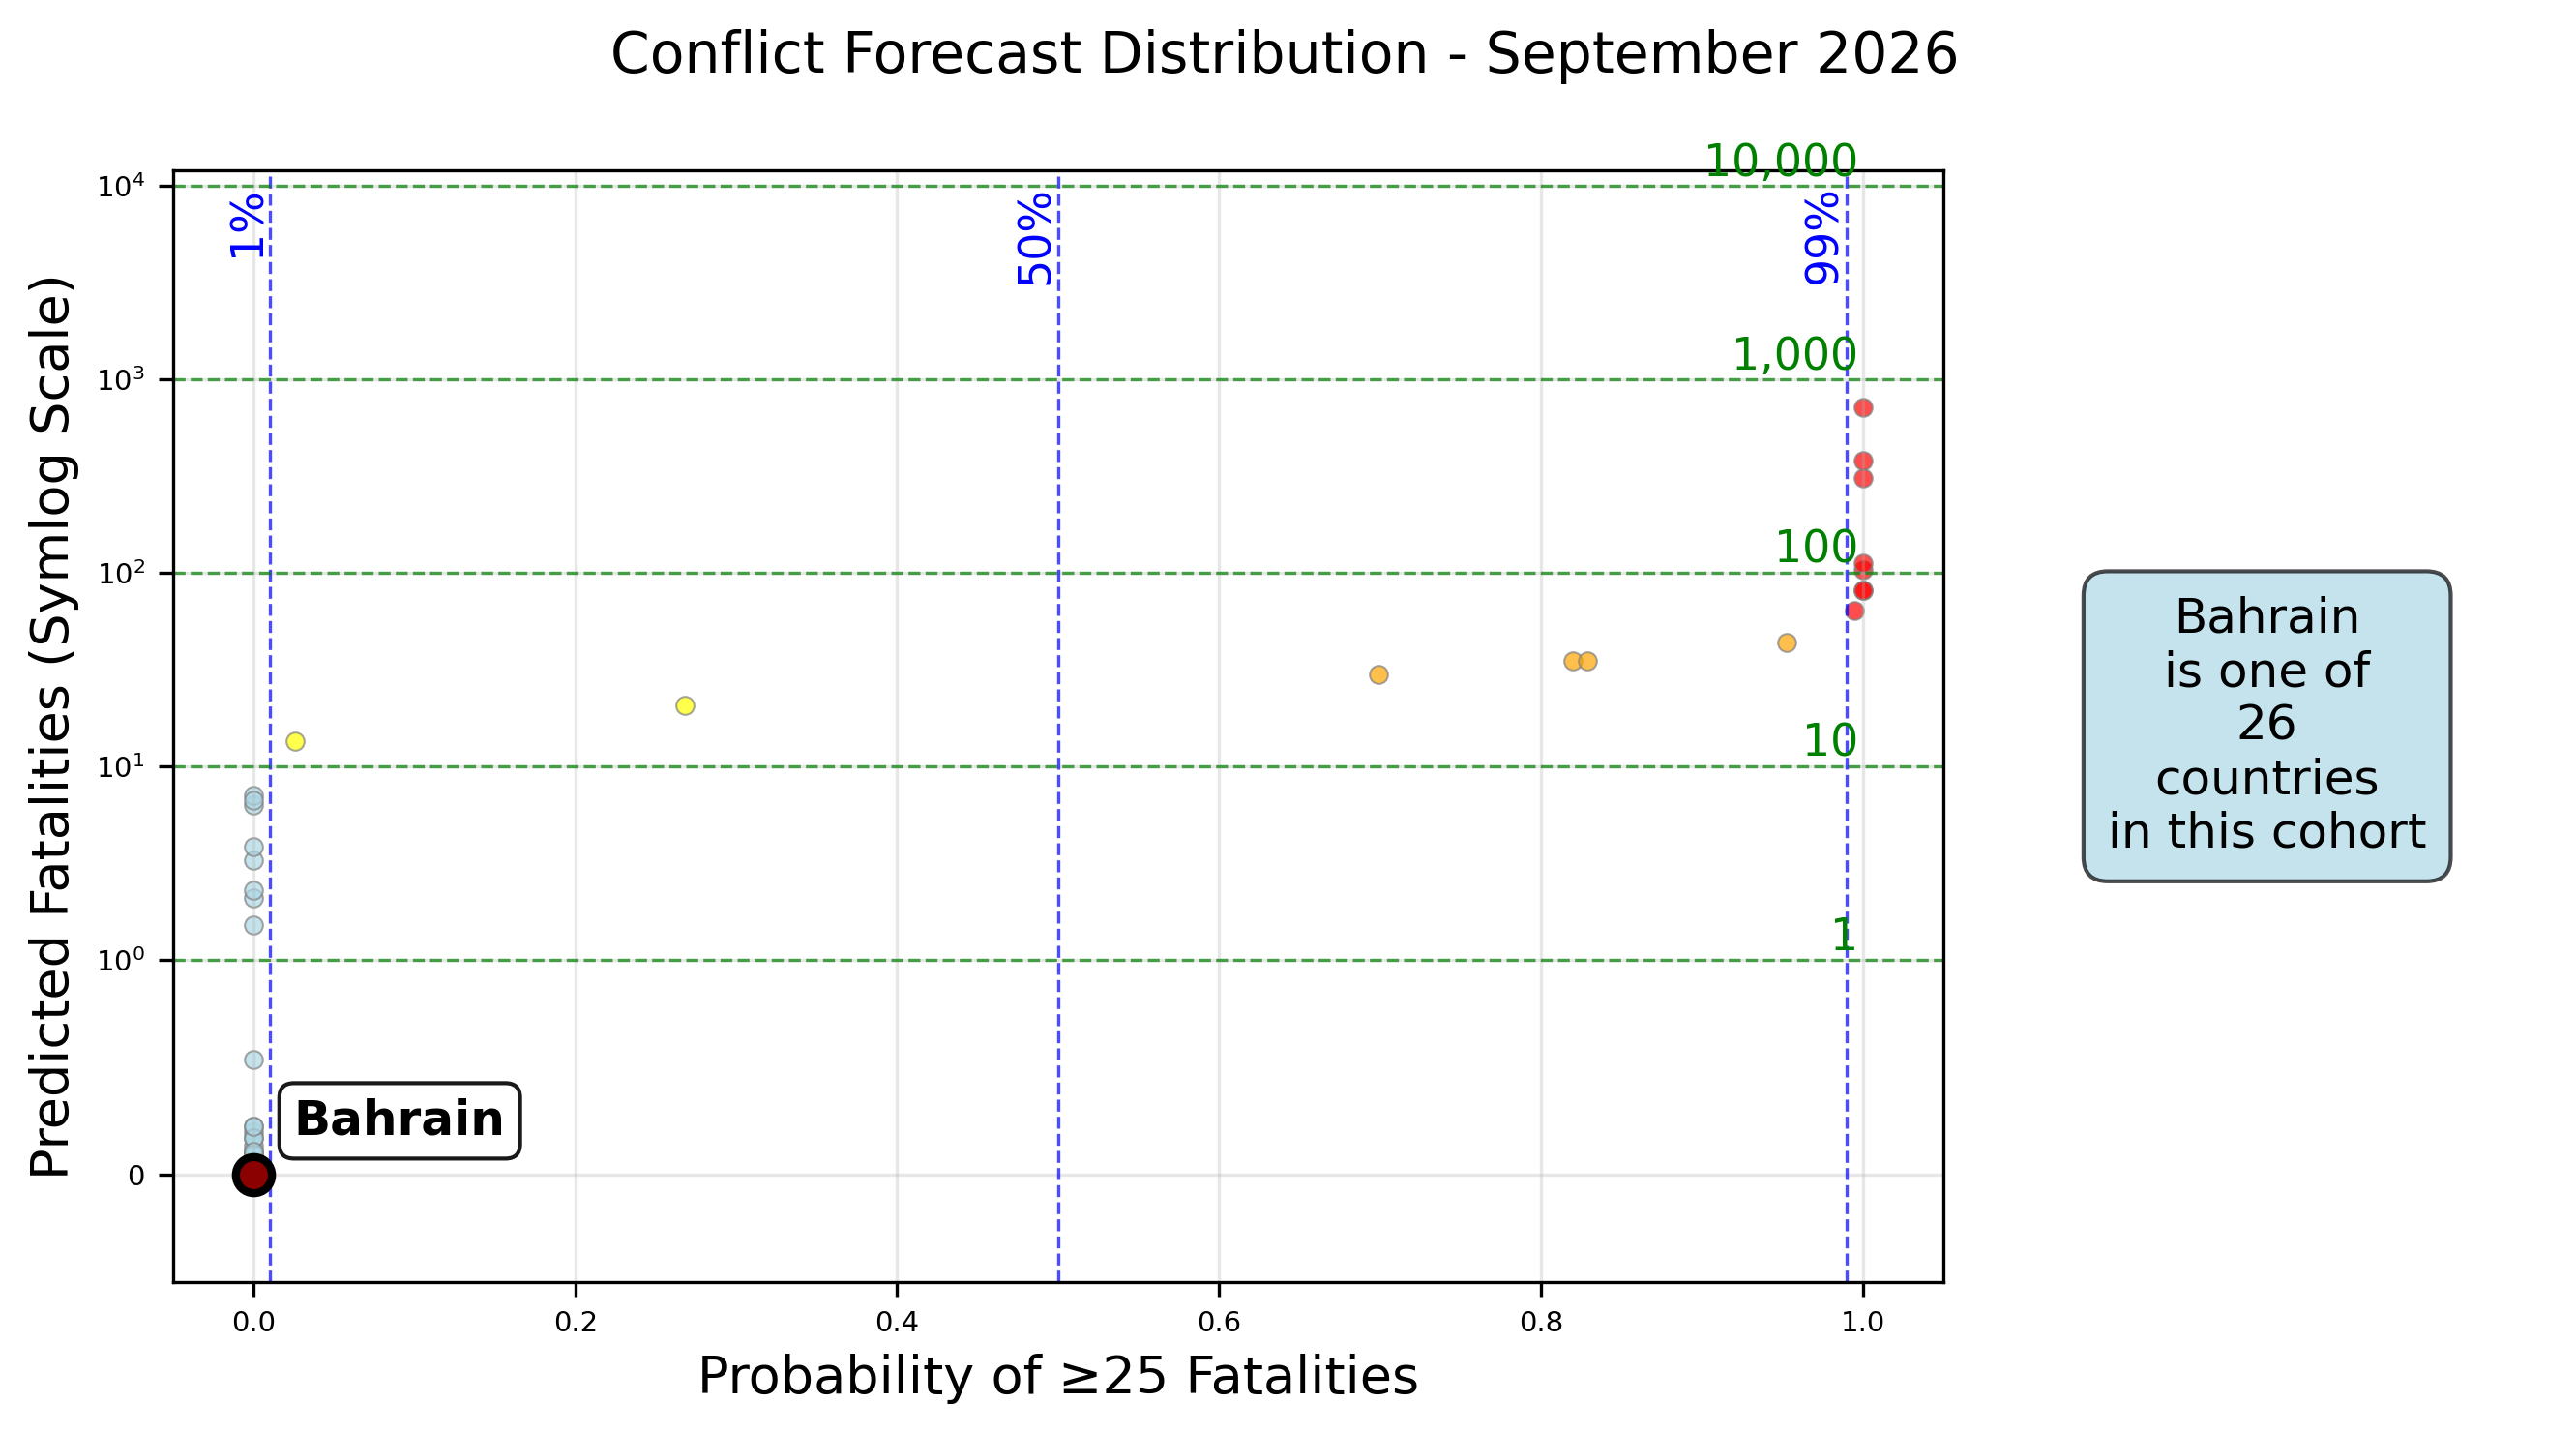 Conflict Forecast Distribution - September 2026
Predicted Fatalities (Symlog Scale)
10⁴
10³
10²
10¹
10⁰
0
1%
50%
99%
10,000
1,000
100
10
1
Bahrain
0.0
0.2
0.4
0.6
0.8
1.0
Probability of ≥25 Fatalities
Bahrain
is one of
26
countries
in this cohort